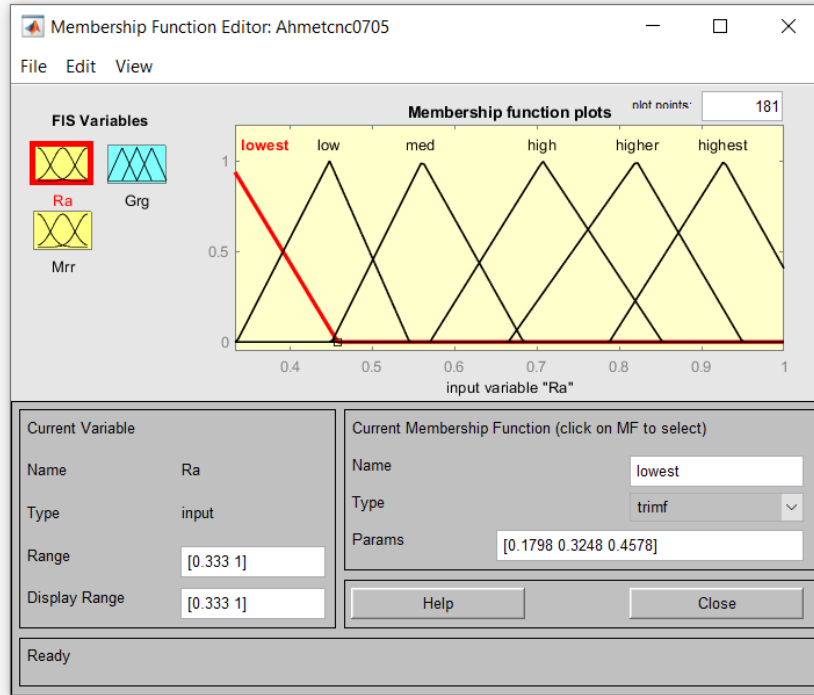 Membership Function Editor: Ahmetcnc0705
File Edit View
FIS Variables
Ra
Grg
Mrr
Membership function plots
plot points:
181
lowest low med high higher highest
1
0.5
0
0.4 0.5 0.6 0.7 0.8 0.9 1
input variable "Ra"
Current Variable
Name Ra
Type input
Range [0.333 1]
Display Range [0.333 1]
Current Membership Function (click on MF to select)
Name lowest
Type trimf
Params [0.1798 0.3248 0.4578]
Help Close
Ready